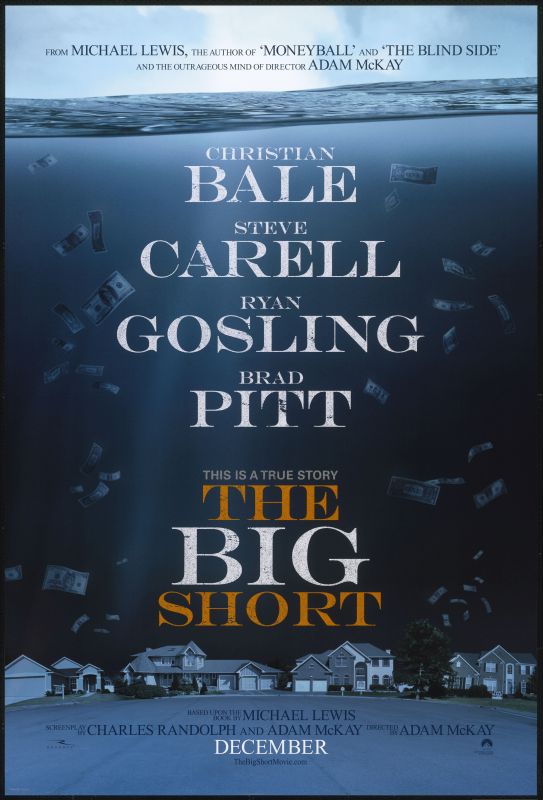 FROM MICHAEL LEWIS, THE AUTHOR OF ‘MONEYBALL’ AND ‘THE BLIND SIDE’
AND THE OUTRAGEOUS MIND OF DIRECTOR ADAM McKAY
CHRISTIAN
BALE
STEVE
CARELL
RYAN
GOSLING
BRAD
PITT
THIS IS A TRUE STORY
THE
BIG
SHORT
BASED UPON THE BOOK BY MICHAEL LEWIS
SCREENPLAY BY CHARLES RANDOLPH AND ADAM McKAY DIRECTED BY ADAM McKAY
DECEMBER
TheBigShortMovie.com